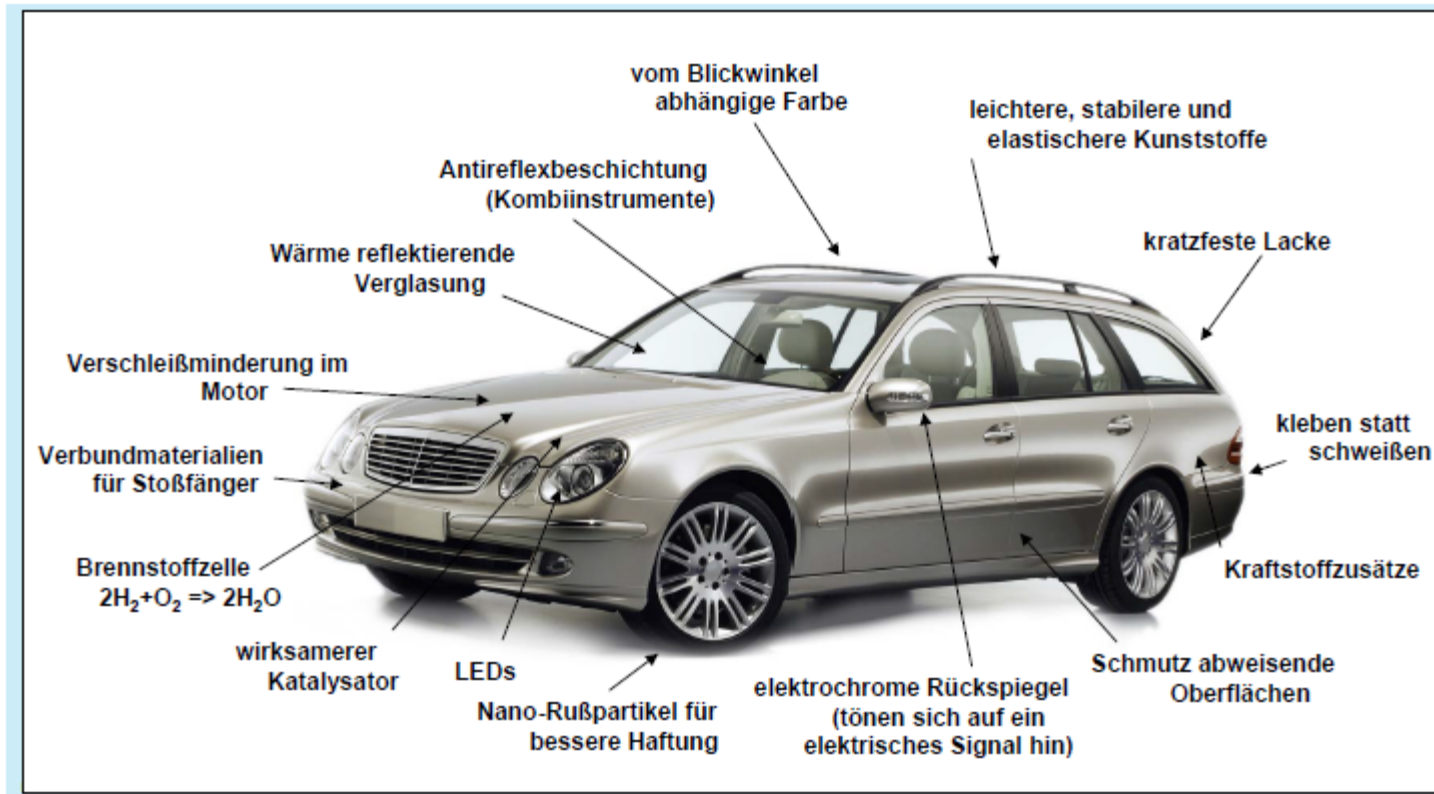 vom Blickwinkel
abhängige Farbe
leichtere, stabilere und
elastischere Kunststoffe
Antireflexbeschichtung
(Kombiinstrumente)
kratzfeste Lacke
Wärme reflektierende
Verglasung
Verschleißminderung im
Motor
kleben statt
schweißen
Verbundmaterialien
für Stoßfänger
Brennstoffzelle
2H₂+O₂ => 2H₂O
Kraftstoffzusätze
wirksamerer
Katalysator
LEDs
Nano-Rußpartikel für
bessere Haftung
elektrochrome Rückspiegel
(tönen sich auf ein
elektrisches Signal hin)
Schmutz abweisende
Oberflächen